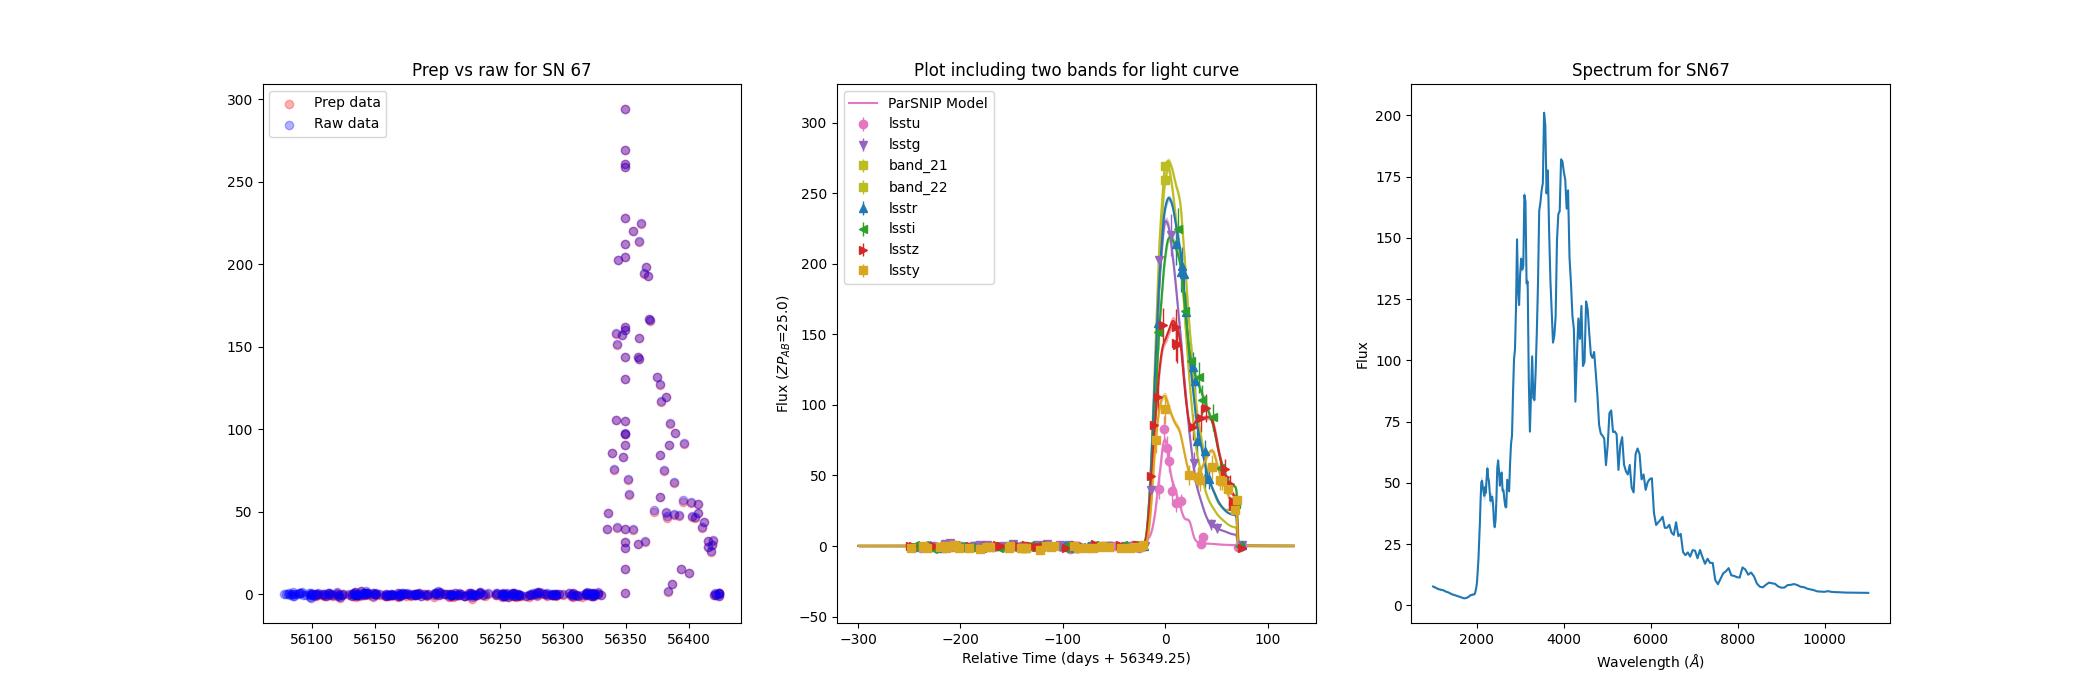 Prep vs raw for SN 67
Prep data
Raw data
300
250
200
150
100
50
0
56100 56150 56200 56250 56300 56350 56400
Plot including two bands for light curve
ParSNIP Model
lsstu
lsstg
band_21
band_22
lsstr
lssti
lsstz
lssty
Flux (ZP_AB=25.0)
300
250
200
150
100
50
0
−50
−300 −200 −100 0 100
Relative Time (days + 56349.25)
Spectrum for SN67
Flux
200
175
150
125
100
75
50
25
0
2000 4000 6000 8000 10000
Wavelength (Å)